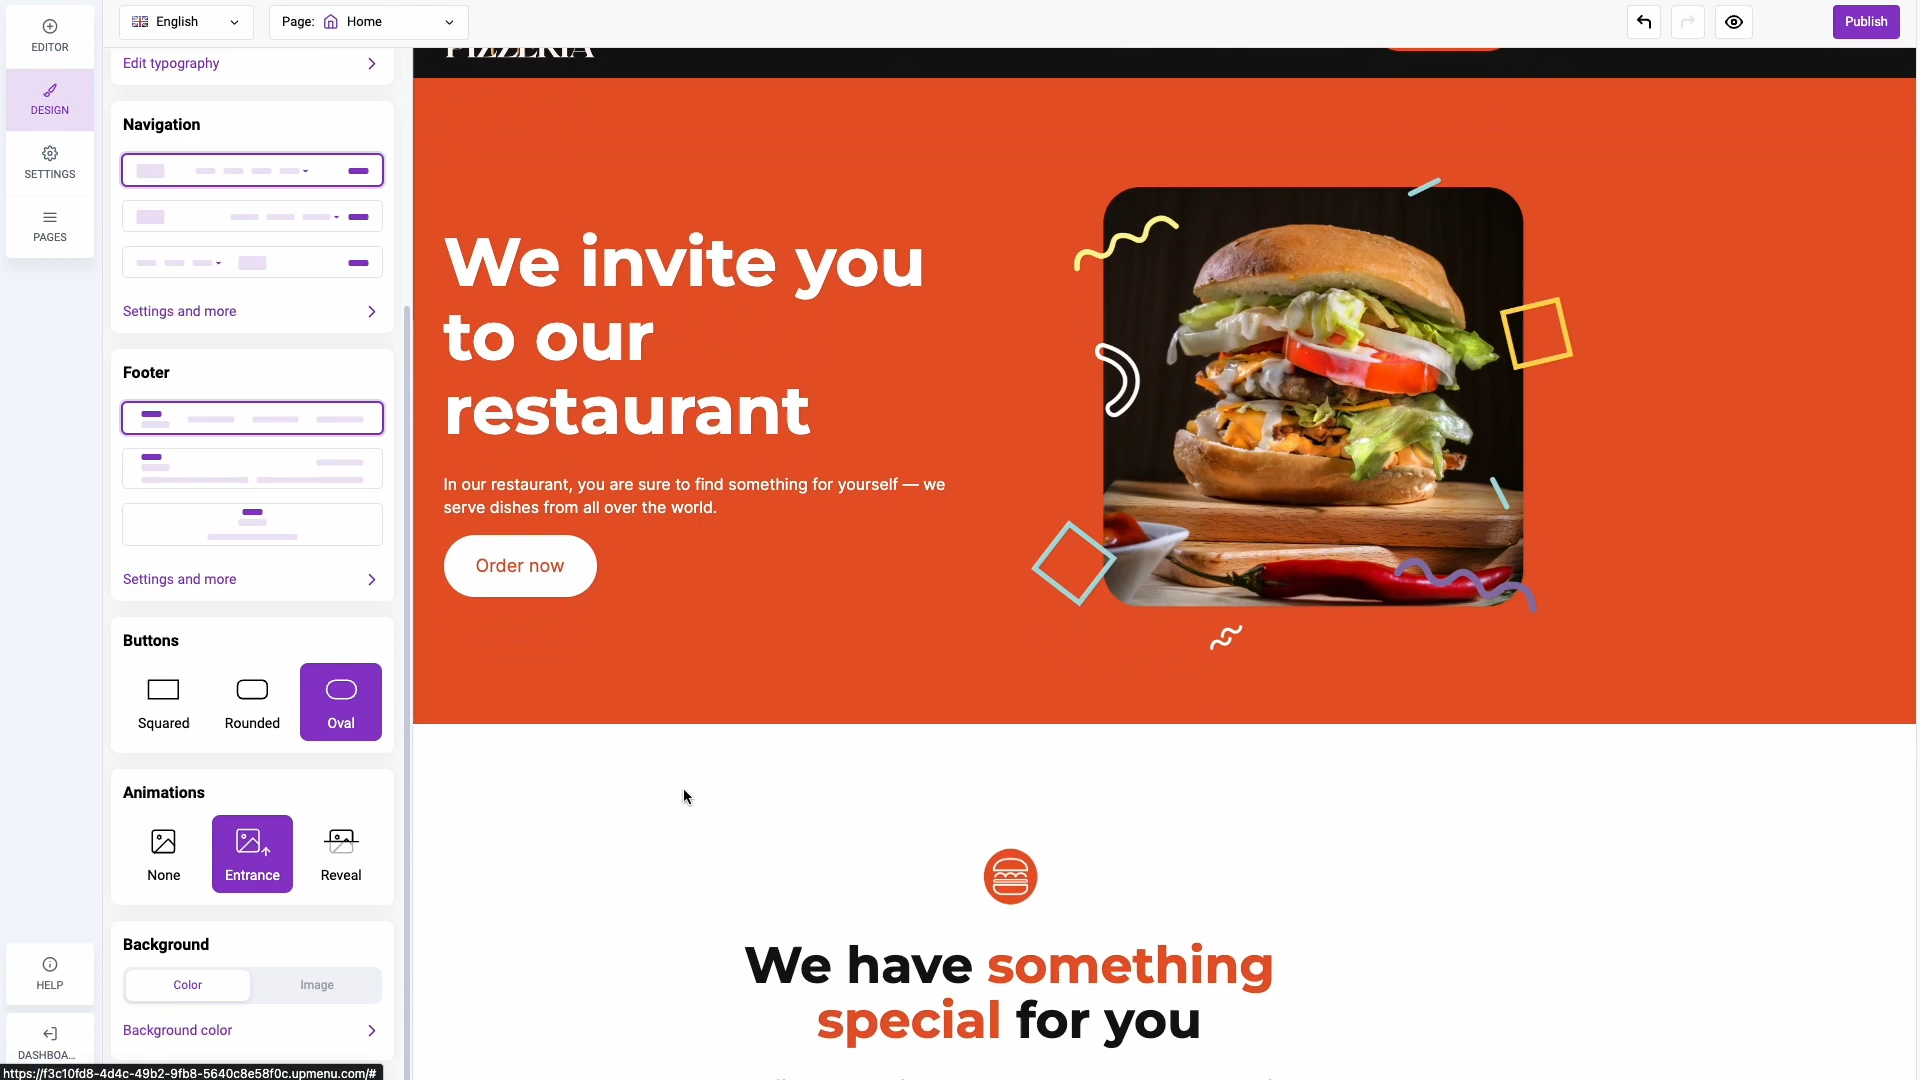 English
Page: Home
Publish
EDITOR
DESIGN
SETTINGS
PAGES
HELP
DASHBOA...
Edit typography
Navigation
Settings and more
Footer
Settings and more
Buttons
Squared
Rounded
Oval
Animations
None
Entrance
Reveal
Background
Color
Image
Background color
https://f3c10fd8-4d4c-49b2-9fb8-5640c8e58f0c.upmenu.com/#
PIZZERIA
We invite you
to our
restaurant
In our restaurant, you are sure to find something for yourself — we
serve dishes from all over the world.
Order now
We have something
special for you